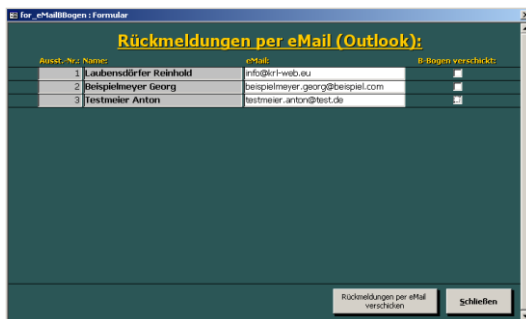 for_eMailBBogen : Formular
Rückmeldungen per eMail (Outlook):
Ausst.-Nr.: Name: eMail: B-Bogen verschickt:
1 Laubensdörfer Reinhold info@krl-web.eu
2 Beispielmeyer Georg beispielmeyer.georg@beispiel.com
3 Testmeier Anton testmeier.anton@test.de
Rückmeldungen per eMail
verschicken
Schließen